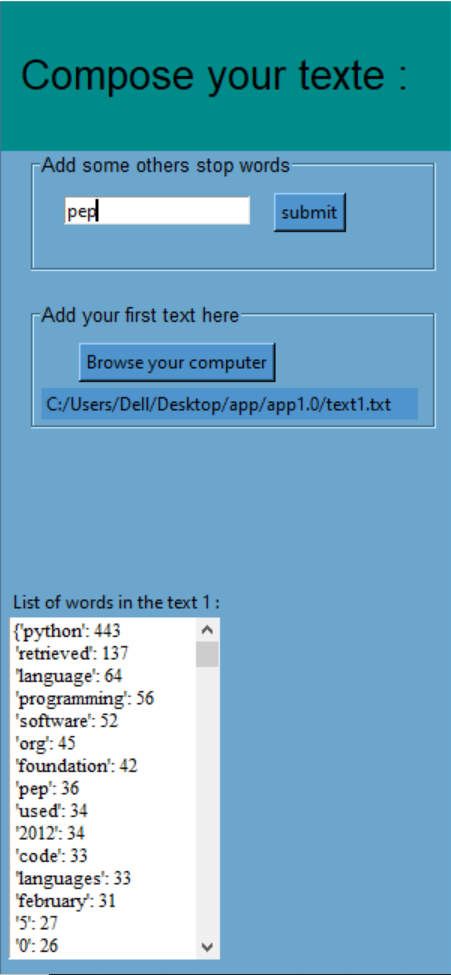 Compose your texte :
Add some others stop words
pep
submit
Add your first text here
Browse your computer
C:/Users/Dell/Desktop/app/app1.0/text1.txt
List of words in the text 1 :
{'python': 443
'retrieved': 137
'language': 64
'programming': 56
'software': 52
'org': 45
'foundation': 42
'pep': 36
'used': 34
'2012': 34
'code': 33
'languages': 33
'february': 31
'5': 27
'0': 26